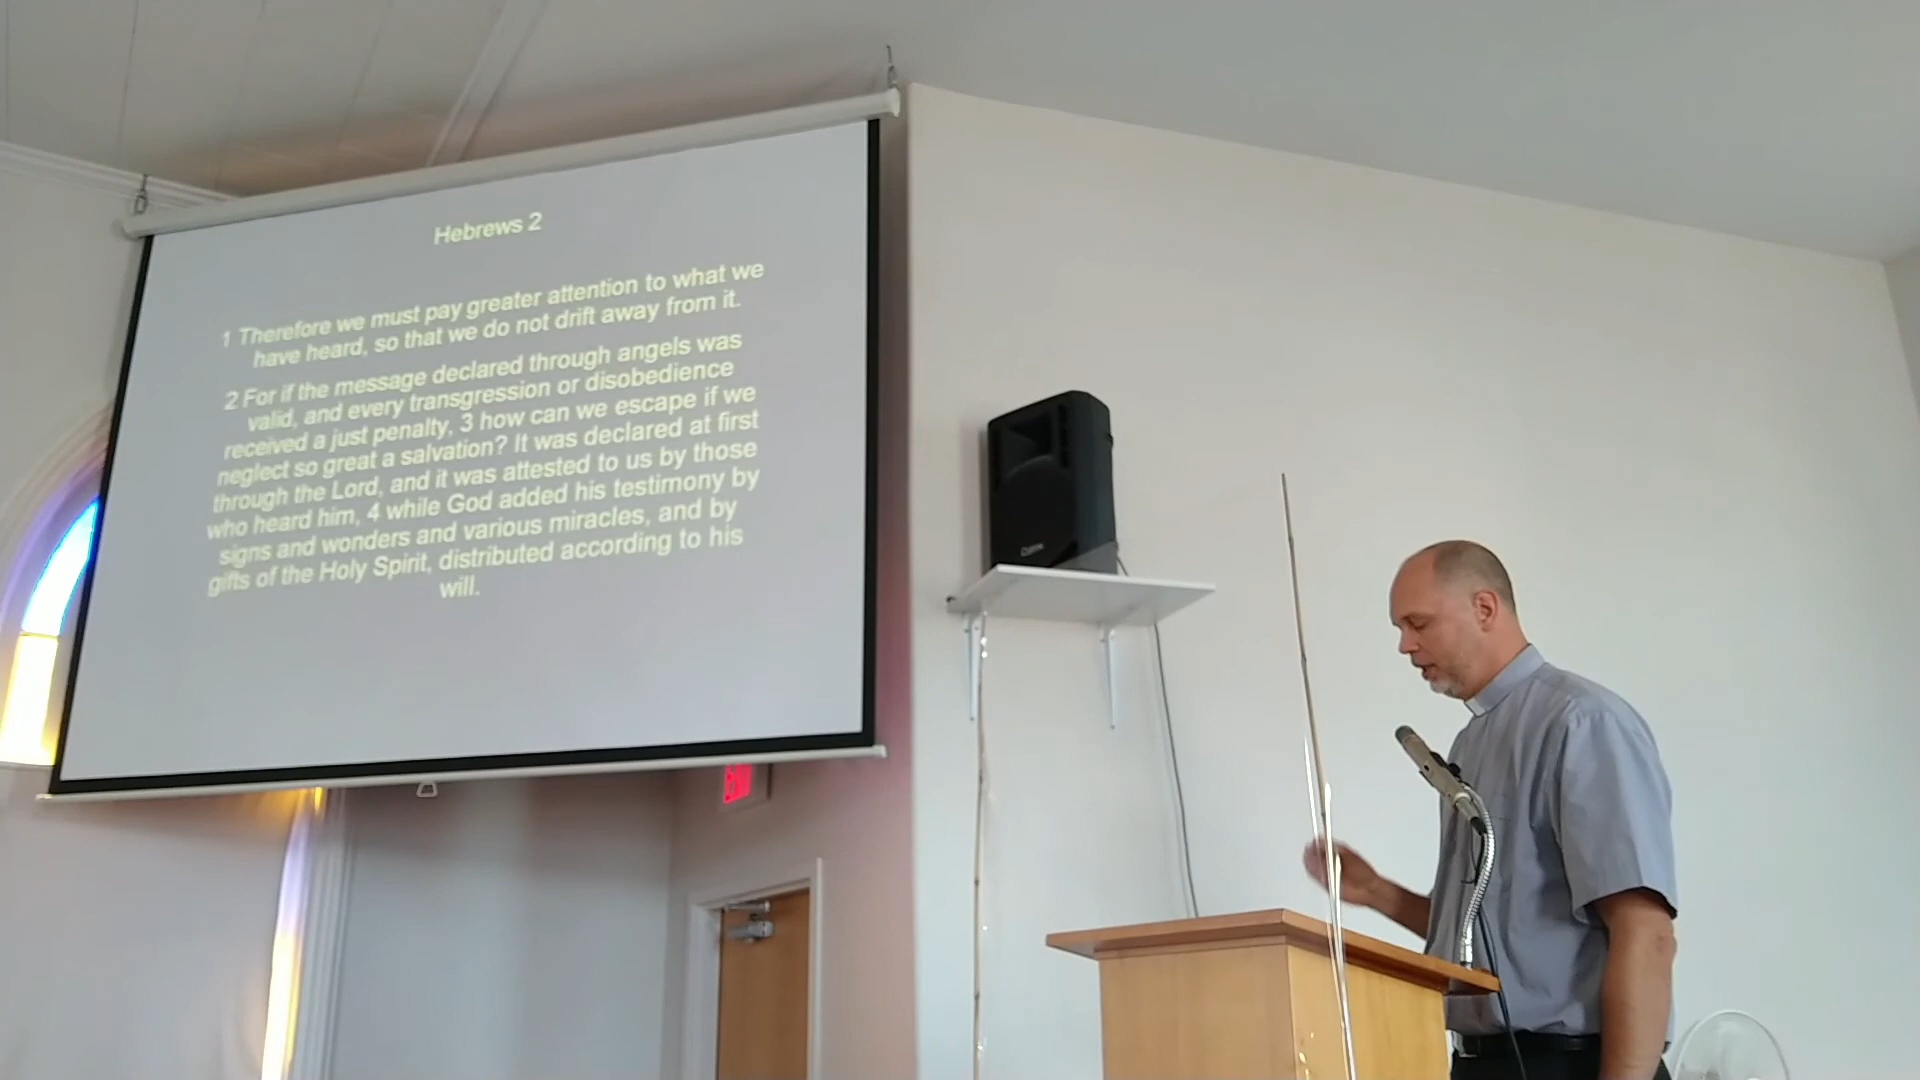 Hebrews 2
1 Therefore we must pay greater attention to what we
have heard, so that we do not drift away from it.
2 For if the message declared through angels was
valid, and every transgression or disobedience
received a just penalty, 3 how can we escape if we
neglect so great a salvation? It was declared at first
through the Lord, and it was attested to us by those
who heard him, 4 while God added his testimony by
signs and wonders and various miracles, and by
gifts of the Holy Spirit, distributed according to his
will.